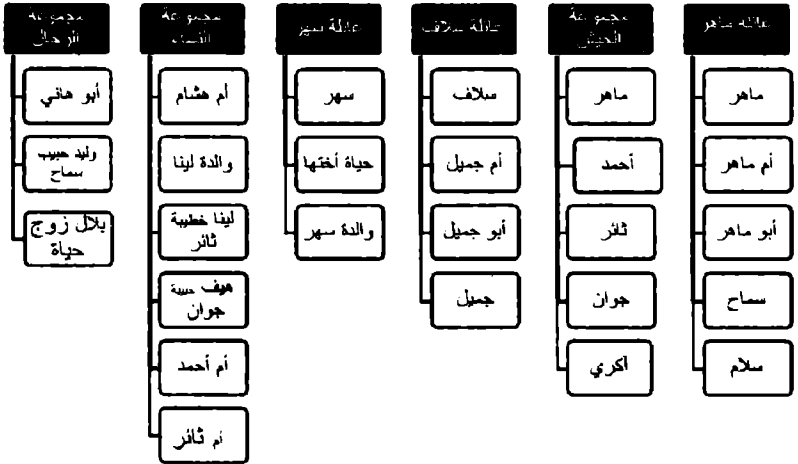 عائلة ماهر
ماهر
أم ماهر
أبو ماهر
سماح
سلام
مجموعة
الجيش
ماهر
أحمد
ثائر
جوان
آكري
عائلة سلاف
سلاف
أم جميل
أبو جميل
جميل
عائلة سهر
سهر
حياة أختها
والدة سهر
مجموعة
النساء
أم هشام
والدة لينا
لينا خطيبة
ثائر
هيف حبيبة
جوان
أم أحمد
أم ثائر
مجموعة
الرجال
أبو هاني
وليد حبيب
سماح
بلال زوج
حياة